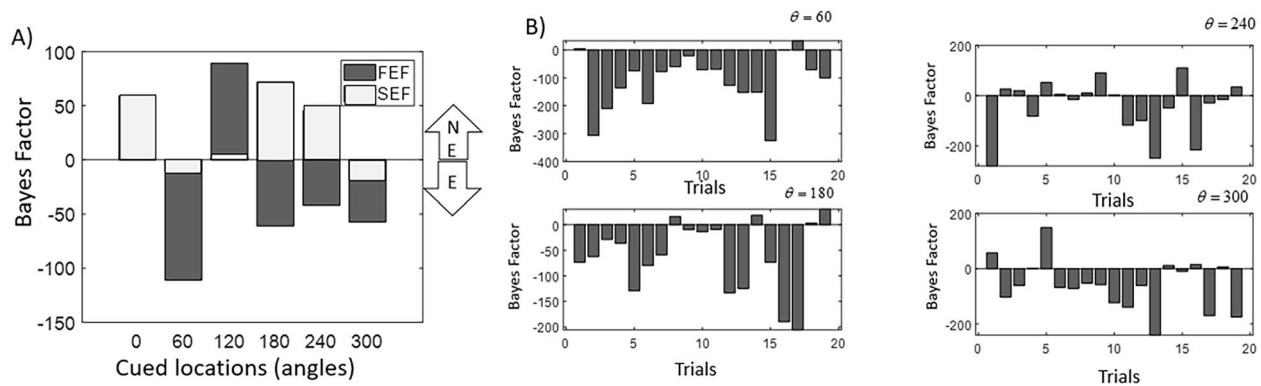 A)
Bayes Factor
100
50
0
-50
-100
-150
FEF
SEF
N
E
E
0 60 120 180 240 300
Cued locations (angles)
B)
θ = 60
Bayes Factor
0
-100
-200
-300
-400
0 5 10 15 20
Trials
θ = 180
Bayes Factor
0
-50
-100
-150
-200
0 5 10 15 20
Trials
θ = 240
Bayes Factor
200
0
-200
0 5 10 15 20
Trials
θ = 300
Bayes Factor
200
0
-200
0 5 10 15 20
Trials